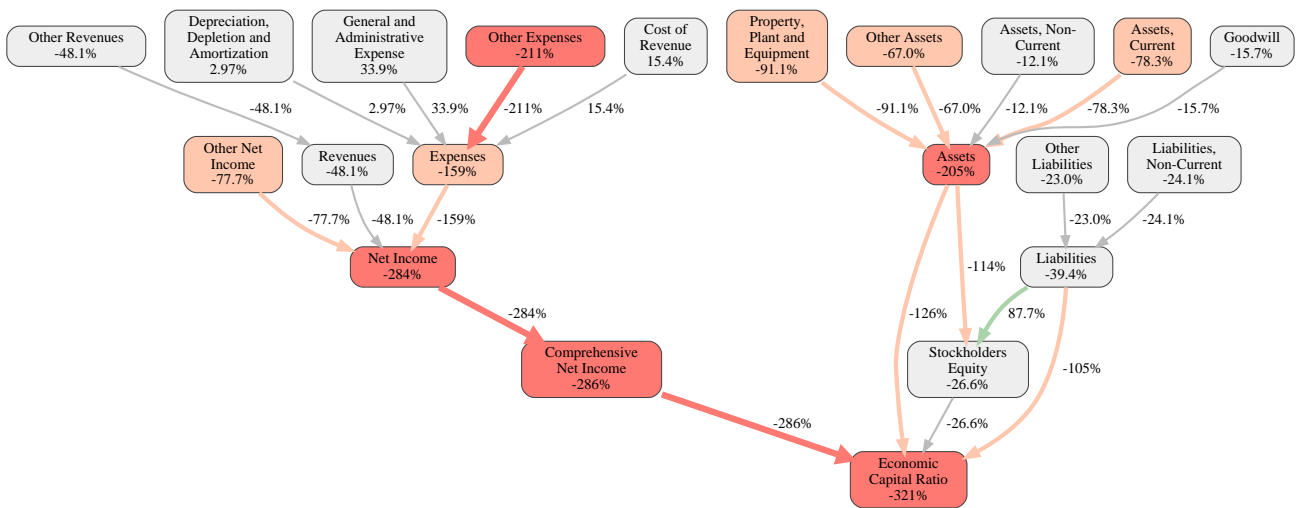 Other Revenues
-48.1%
Depreciation,
Depletion and
Amortization
2.97%
General and
Administrative
Expense
33.9%
Other Expenses
-211%
Cost of
Revenue
15.4%
Property,
Plant and
Equipment
-91.1%
Other Assets
-67.0%
Assets, Non-
Current
-12.1%
Assets,
Current
-78.3%
Goodwill
-15.7%
-48.1%
2.97%
33.9%
-211%
15.4%
-91.1%
-67.0%
-12.1%
-78.3%
-15.7%
Other Net
Income
-77.7%
Revenues
-48.1%
Expenses
-159%
Assets
-205%
Other
Liabilities
-23.0%
Liabilities,
Non-Current
-24.1%
-77.7%
-48.1%
-159%
-23.0%
-24.1%
Net Income
-284%
-114%
Liabilities
-39.4%
-284%
-126%
87.7%
Comprehensive
Net Income
-286%
Stockholders
Equity
-26.6%
-105%
-286%
-26.6%
Economic
Capital Ratio
-321%